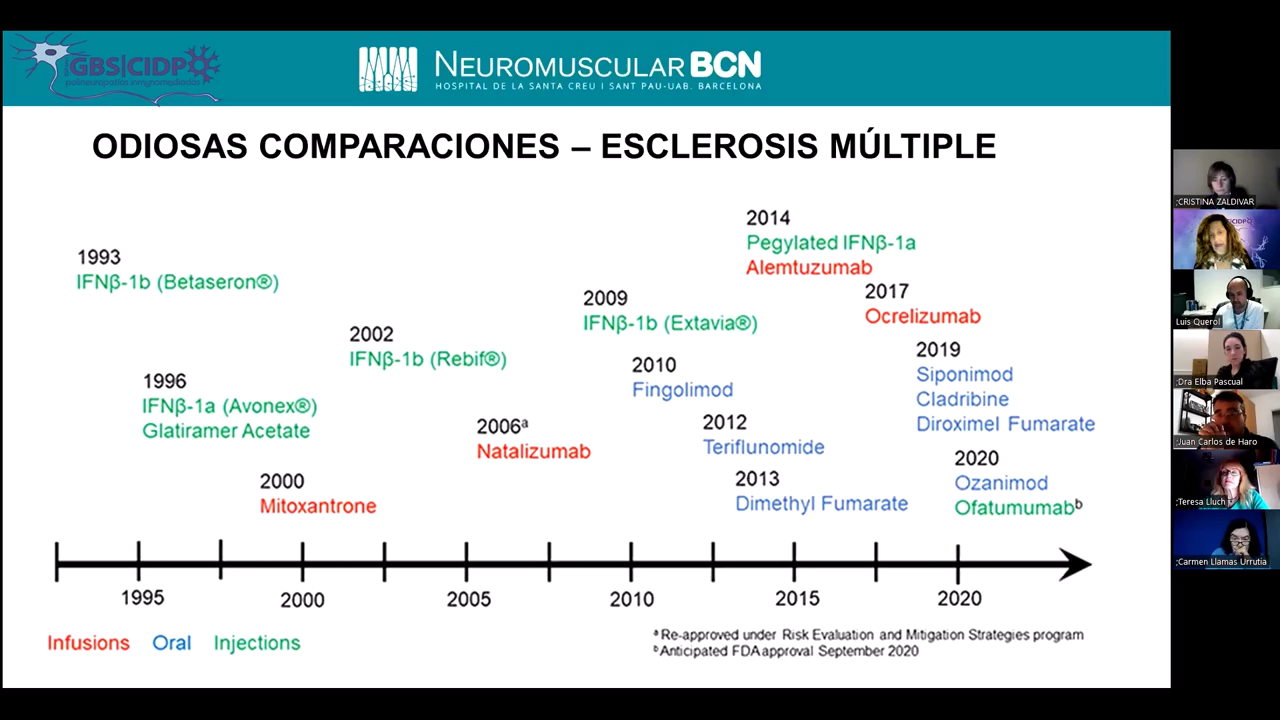 GBS|CIDP
polineuropatías inmunomediadas
NEUROMUSCULAR BCN
HOSPITAL DE LA SANTA CREU I SANT PAU-UAB. BARCELONA
ODIOSAS COMPARACIONES – ESCLEROSIS MÚLTIPLE
1993
IFNβ-1b (Betaseron®)
1996
IFNβ-1a (Avonex®)
Glatiramer Acetate
2000
Mitoxantrone
2002
IFNβ-1b (Rebif®)
2006ᵃ
Natalizumab
2009
IFNβ-1b (Extavia®)
2010
Fingolimod
2012
Teriflunomide
2013
Dimethyl Fumarate
2014
Pegylated IFNβ-1a
Alemtuzumab
2017
Ocrelizumab
2019
Siponimod
Cladribine
Diroximel Fumarate
2020
Ozanimod
Ofatumumabᵇ
1995
2000
2005
2010
2015
2020
Infusions
Oral
Injections
ᵃ Re-approved under Risk Evaluation and Mitigation Strategies program
ᵇ Anticipated FDA approval September 2020
;CRISTINA ZALDIVAR
Luis Querol
;Dra Elba Pascual
;Juan Carlos de Haro
;Teresa Lluch
;Carmen Llamas Urrutia